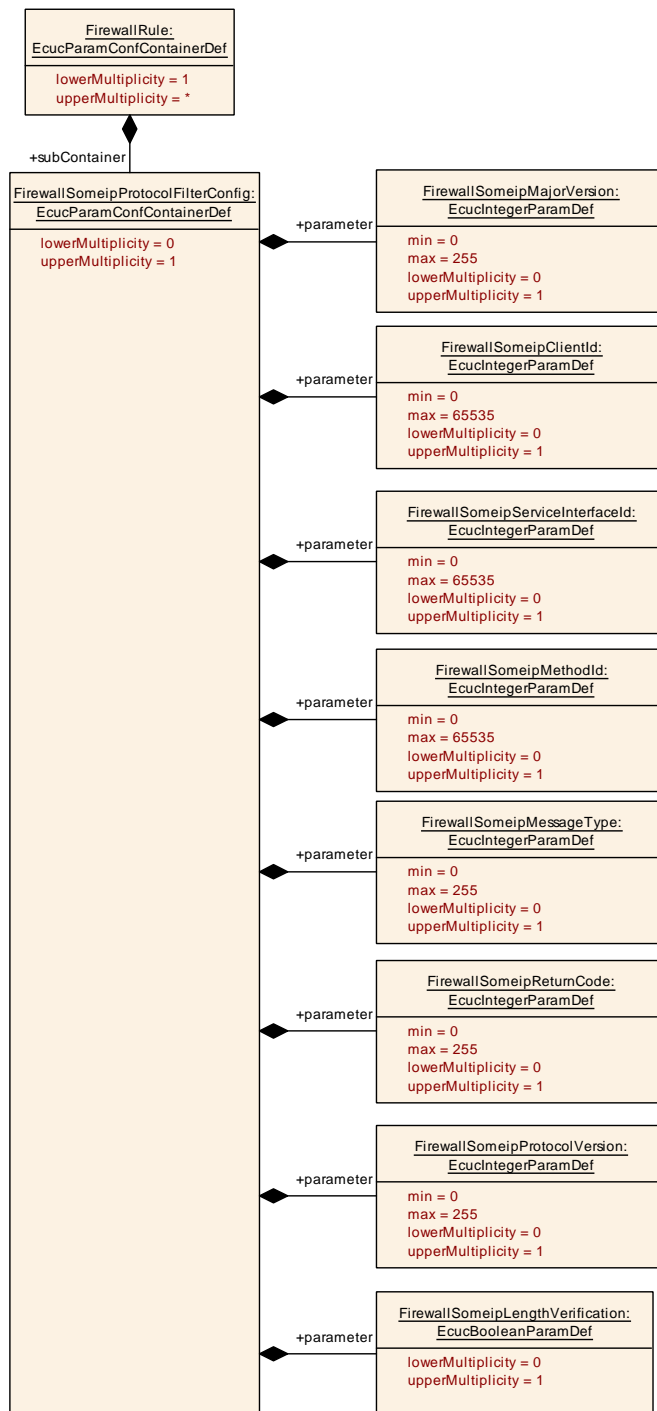 FirewallRule:
EcucParamConfContainerDef
lowerMultiplicity = 1
upperMultiplicity = *
+subContainer
FirewallSomeipProtocolFilterConfig:
EcucParamConfContainerDef
lowerMultiplicity = 0
upperMultiplicity = 1
+parameter
FirewallSomeipMajorVersion:
EcucIntegerParamDef
min = 0
max = 255
lowerMultiplicity = 0
upperMultiplicity = 1
+parameter
FirewallSomeipClientId:
EcucIntegerParamDef
min = 0
max = 65535
lowerMultiplicity = 0
upperMultiplicity = 1
+parameter
FirewallSomeipServiceInterfaceId:
EcucIntegerParamDef
min = 0
max = 65535
lowerMultiplicity = 0
upperMultiplicity = 1
+parameter
FirewallSomeipMethodId:
EcucIntegerParamDef
min = 0
max = 65535
lowerMultiplicity = 0
upperMultiplicity = 1
+parameter
FirewallSomeipMessageType:
EcucIntegerParamDef
min = 0
max = 255
lowerMultiplicity = 0
upperMultiplicity = 1
+parameter
FirewallSomeipReturnCode:
EcucIntegerParamDef
min = 0
max = 255
lowerMultiplicity = 0
upperMultiplicity = 1
+parameter
FirewallSomeipProtocolVersion:
EcucIntegerParamDef
min = 0
max = 255
lowerMultiplicity = 0
upperMultiplicity = 1
+parameter
FirewallSomeipLengthVerification:
EcucBooleanParamDef
lowerMultiplicity = 0
upperMultiplicity = 1